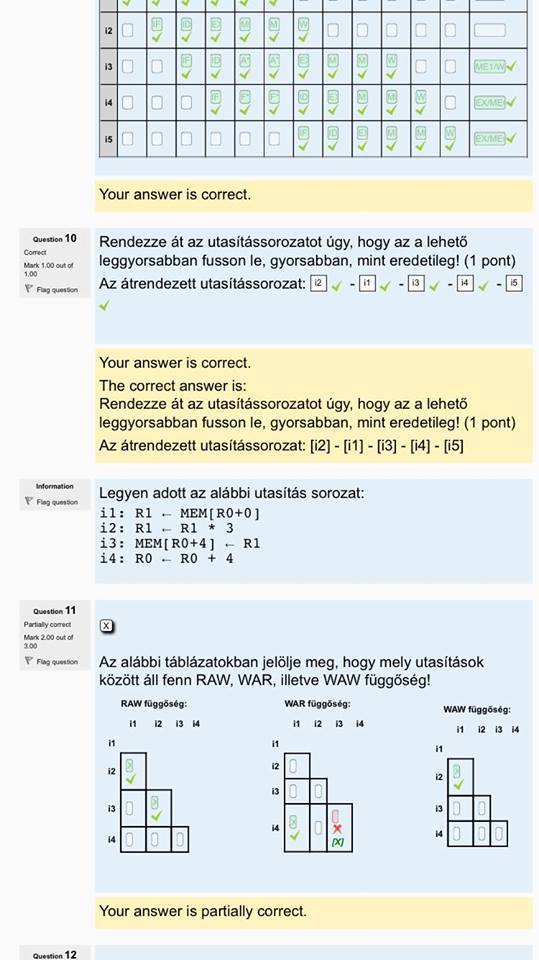 i2 IF ID EX M M W
i3 IF ID A* A* E M M W ME1/W
i4 IF F* F* ID E M M W EX/ME
i5 IF ID E M M W EX/ME
Your answer is correct.
Question 10
Correct
Mark 1.00 out of
1.00
Flag question
Rendezze át az utasítássorozatot úgy, hogy az a lehető
leggyorsabban fusson le, gyorsabban, mint eredetileg! (1 pont)
Az átrendezett utasítássorozat: i2 - i1 - i3 - i4 - i5
Your answer is correct.
The correct answer is:
Rendezze át az utasítássorozatot úgy, hogy az a lehető
leggyorsabban fusson le, gyorsabban, mint eredetileg! (1 pont)
Az átrendezett utasítássorozat: [i2] - [i1] - [i3] - [i4] - [i5]
Information
Flag question
Legyen adott az alábbi utasítás sorozat:
i1: R1 ← MEM[R0+0]
i2: R1 ← R1 * 3
i3: MEM[R0+4] ← R1
i4: R0 ← R0 + 4
Question 11
Partially correct
Mark 2.00 out of
3.00
Flag question
X
Az alábbi táblázatokban jelölje meg, hogy mely utasítások
között áll fenn RAW, WAR, illetve WAW függőség!
RAW függőség:
i1 i2 i3 i4
i1
i2 X
i3 X
i4
WAR függőség:
i1 i2 i3 i4
i1
i2
i3
i4 X [X]
WAW függőség:
i1 i2 i3 i4
i1
i2 X
i3
i4
Your answer is partially correct.
Question 12